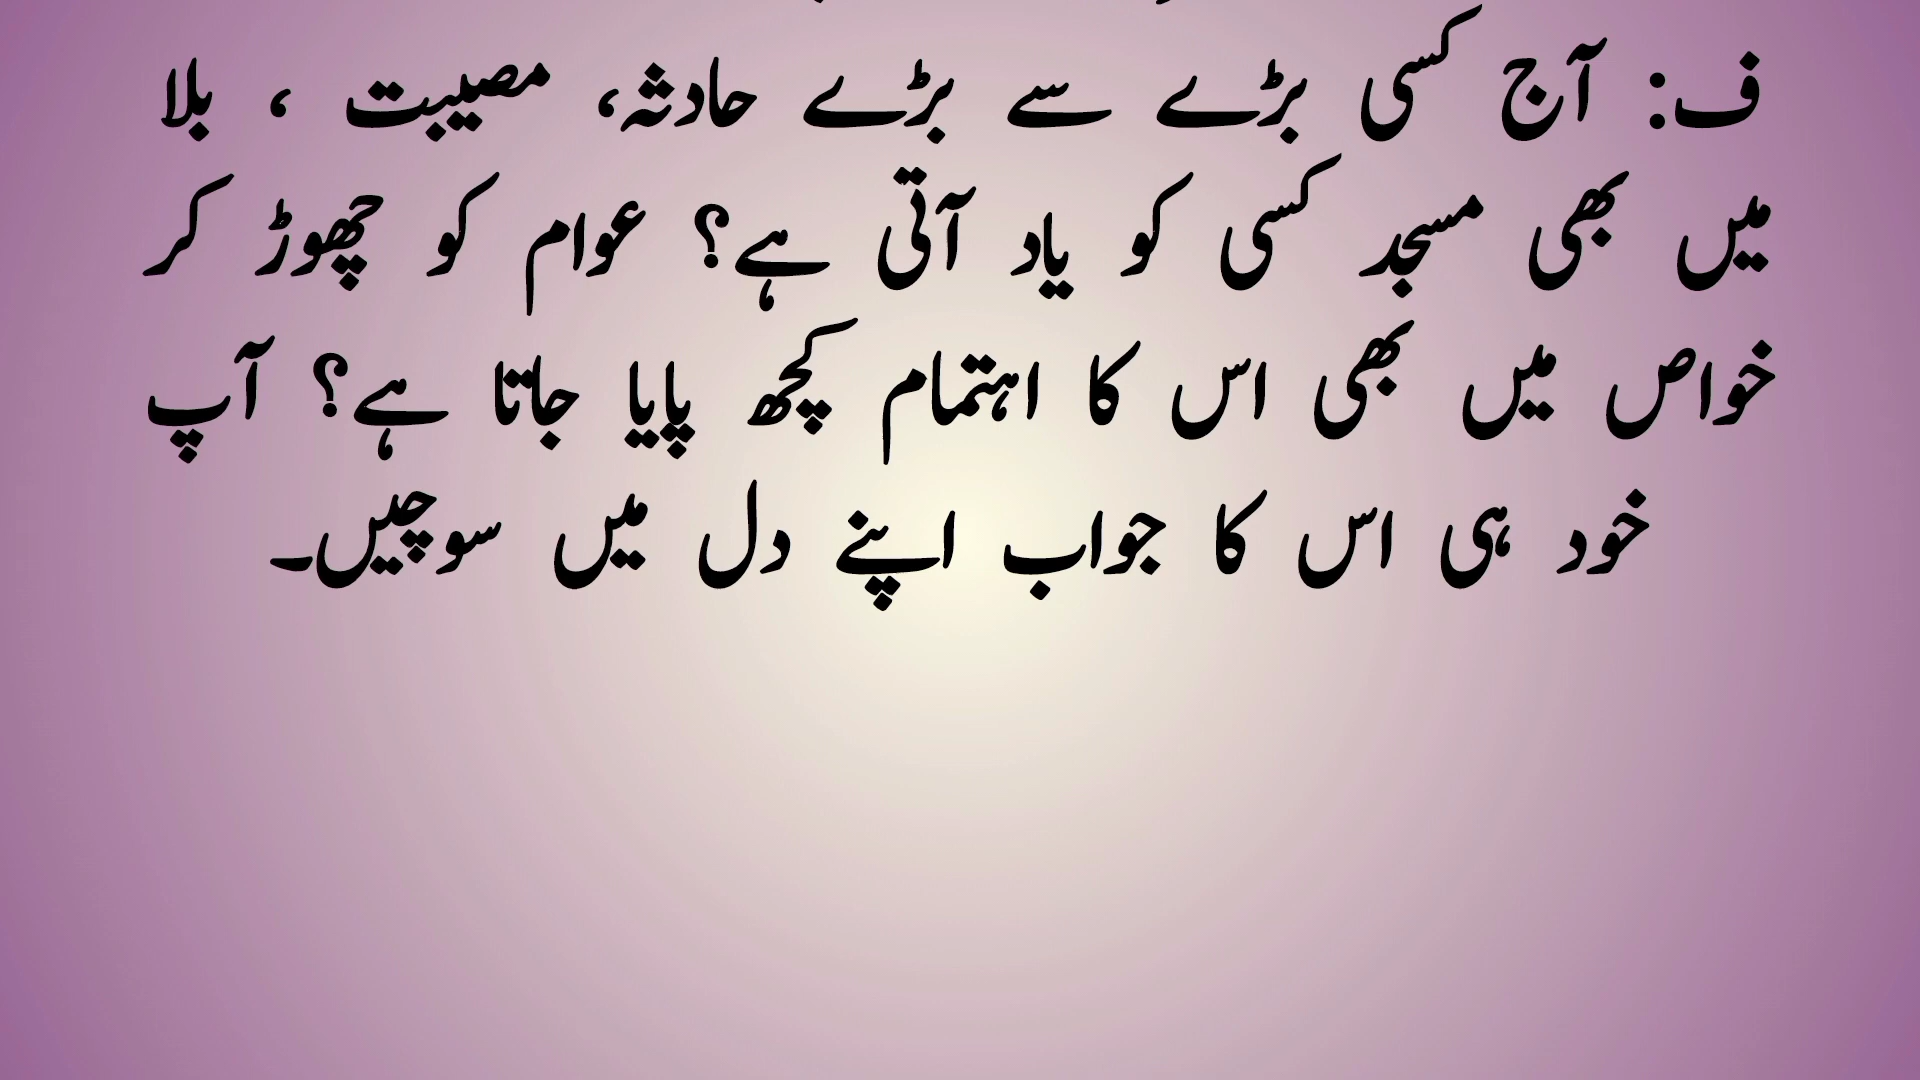 ف: آج کسی بڑے سے بڑے حادثہ، مصیبت ، بلا
میں بھی مسجد کسی کو یاد آتی ہے؟ عوام کو چھوڑ کر
خواص میں بھی اس کا اہتمام کچھ پایا جاتا ہے؟ آپ
خود ہی اس کا جواب اپنے دل میں سوچیں۔